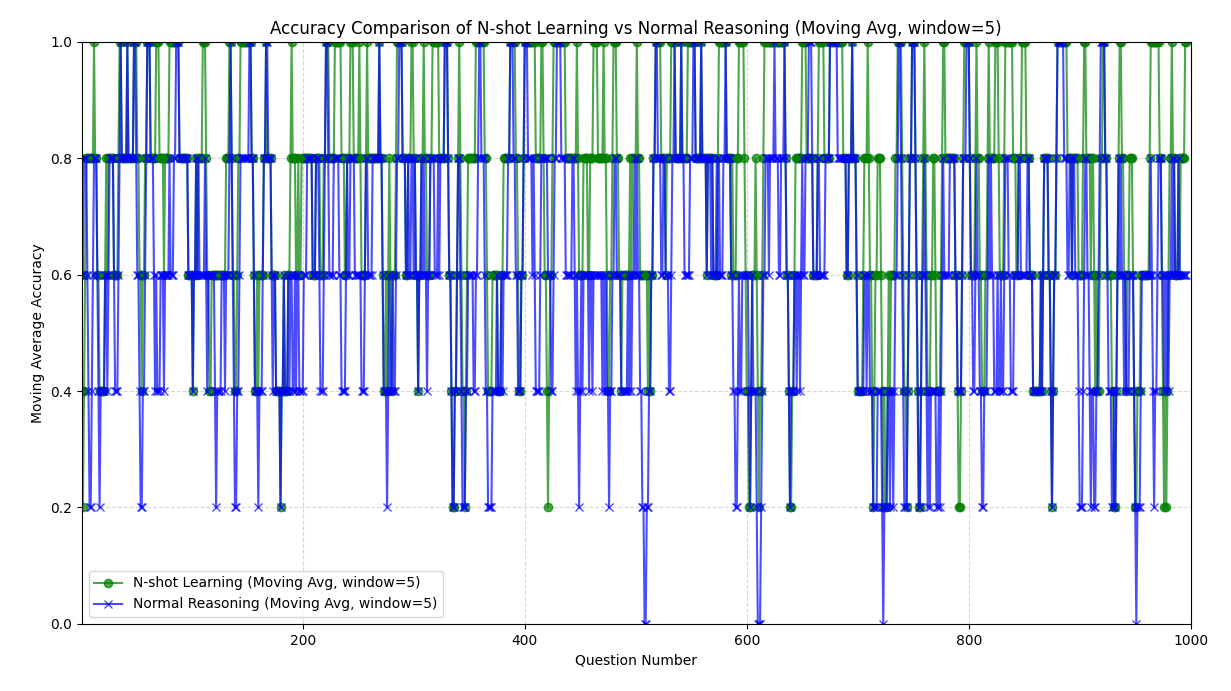 Accuracy Comparison of N-shot Learning vs Normal Reasoning (Moving Avg, window=5)
Moving Average Accuracy
1.0
0.8
0.6
0.4
0.2
0.0
N-shot Learning (Moving Avg, window=5)
Normal Reasoning (Moving Avg, window=5)
200 400 600 800 1000
Question Number